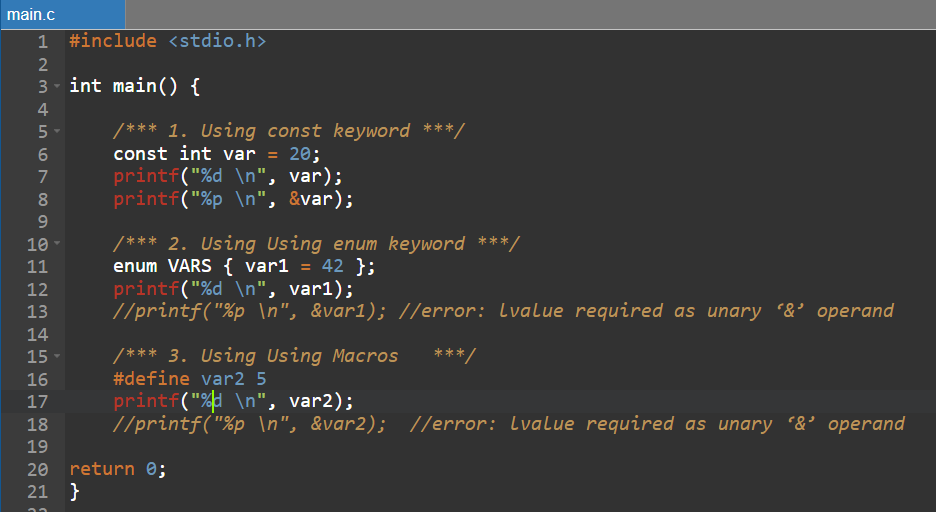 main.c
1 #include <stdio.h>
2
3 int main() {
4
5 /*** 1. Using const keyword ***/
6 const int var = 20;
7 printf("%d \n", var);
8 printf("%p \n", &var);
9
10 /*** 2. Using Using enum keyword ***/
11 enum VARS { var1 = 42 };
12 printf("%d \n", var1);
13 //printf("%p \n", &var1); //error: lvalue required as unary ‘&’ operand
14
15 /*** 3. Using Using Macros   ***/
16 #define var2 5
17 printf("%d \n", var2);
18 //printf("%p \n", &var2);  //error: lvalue required as unary ‘&’ operand
19
20 return 0;
21 }
22